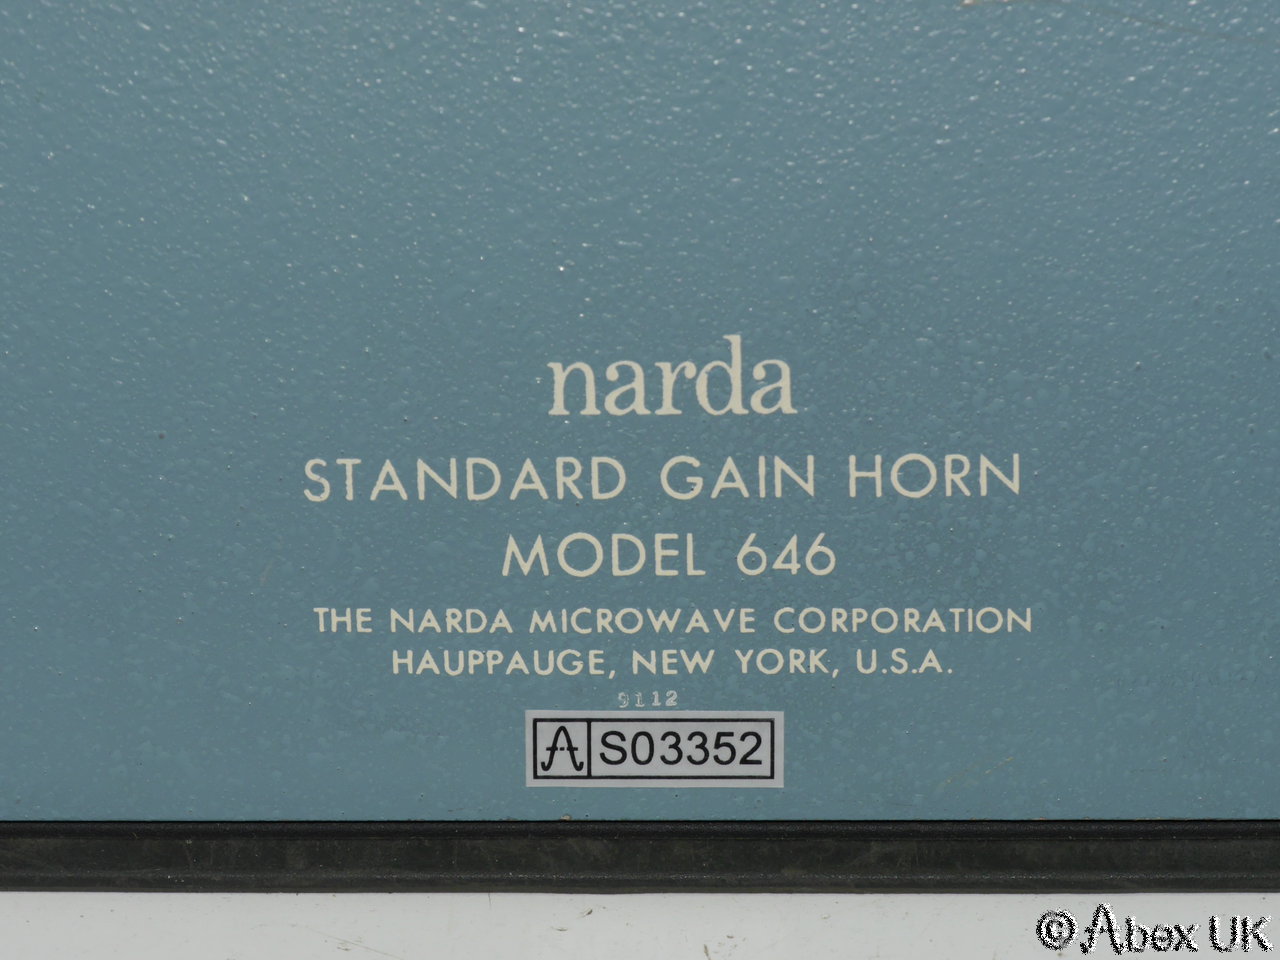 narda
STANDARD GAIN HORN
MODEL 646
THE NARDA MICROWAVE CORPORATION
HAUPPAUGE, NEW YORK, U.S.A.
9112
A S03352
© Abex UK